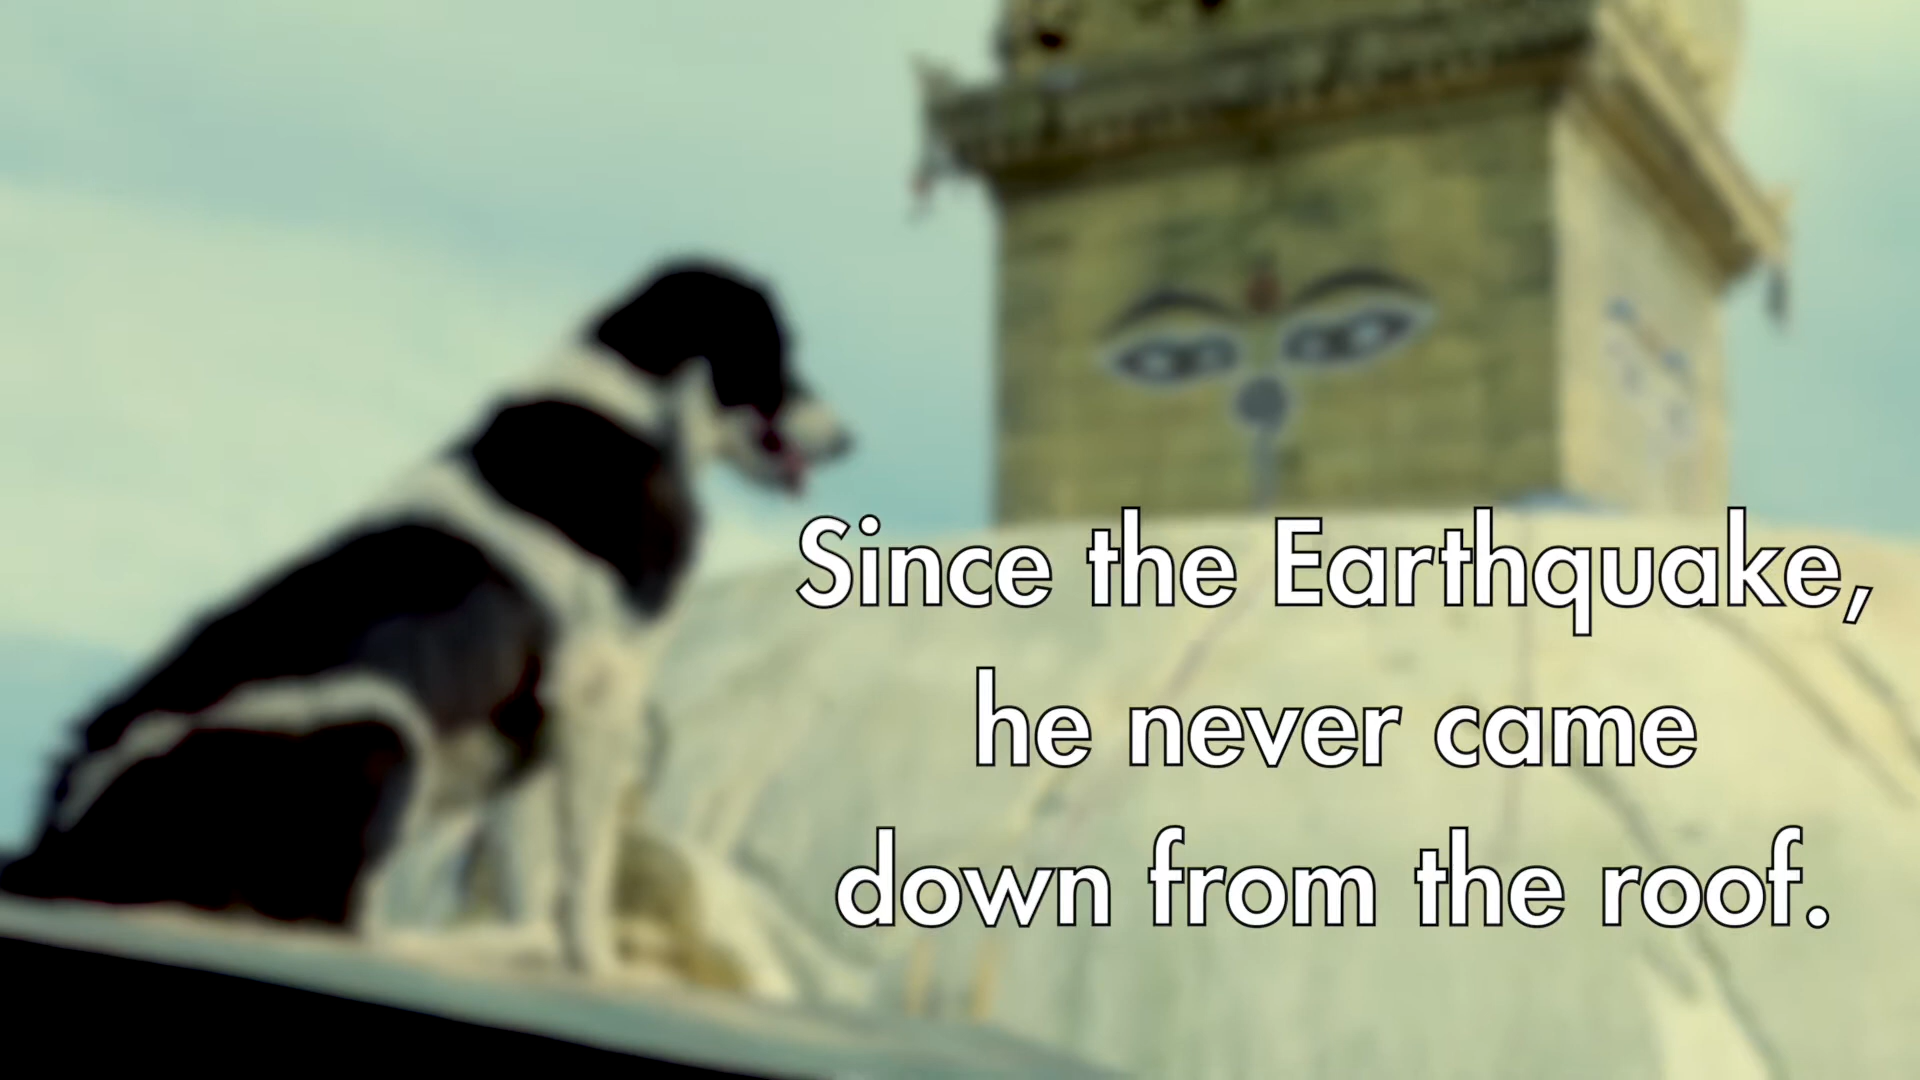 Since the Earthquake,
he never came
down from the roof.